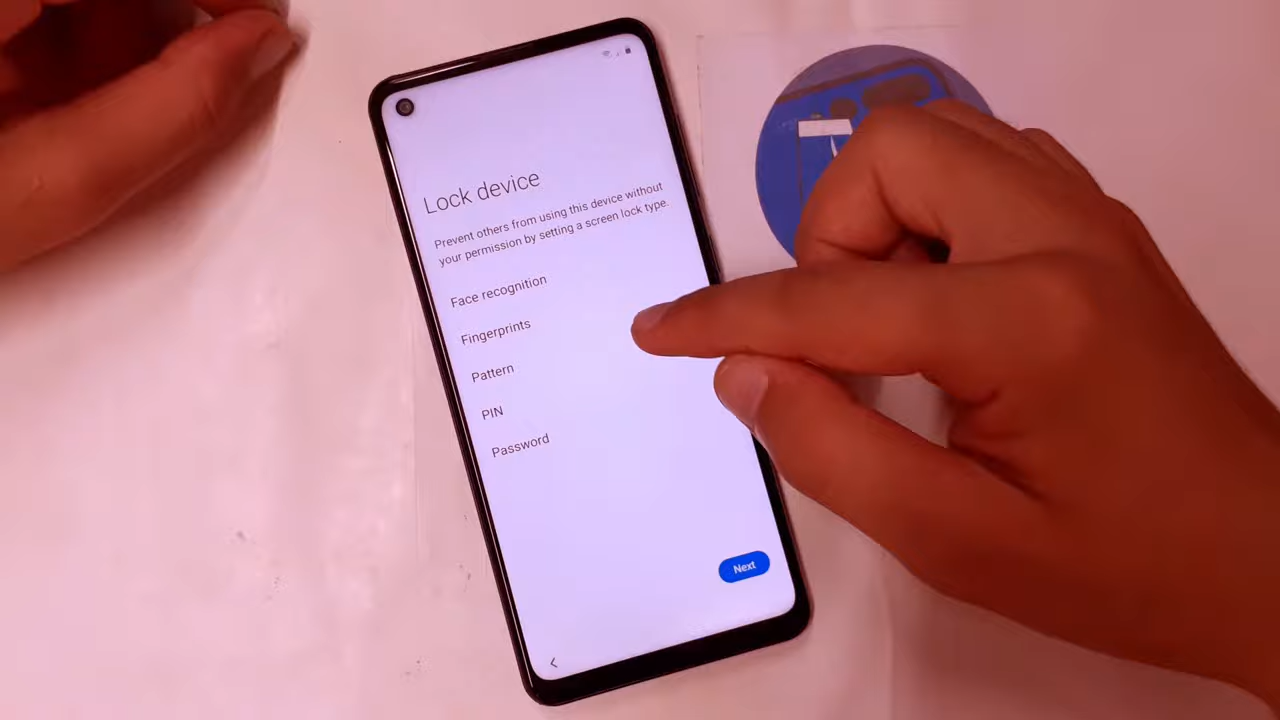 Lock device
Prevent others from using this device without
your permission by setting a screen lock type.
Face recognition
Fingerprints
Pattern
PIN
Password
Next